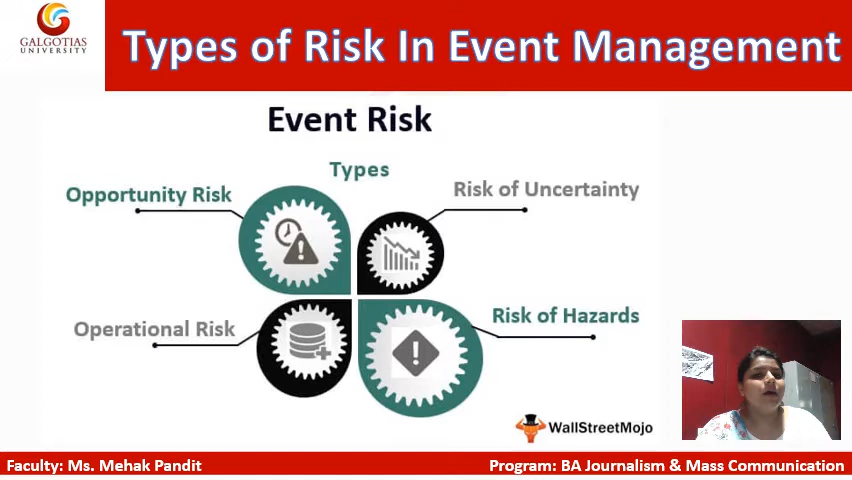 GALGOTIAS
UNIVERSITY
Types of Risk In Event Management
Event Risk
Types
Opportunity Risk
Risk of Uncertainty
Operational Risk
Risk of Hazards
WallStreetMojo
Faculty: Ms. Mehak Pandit
Program: BA Journalism & Mass Communication